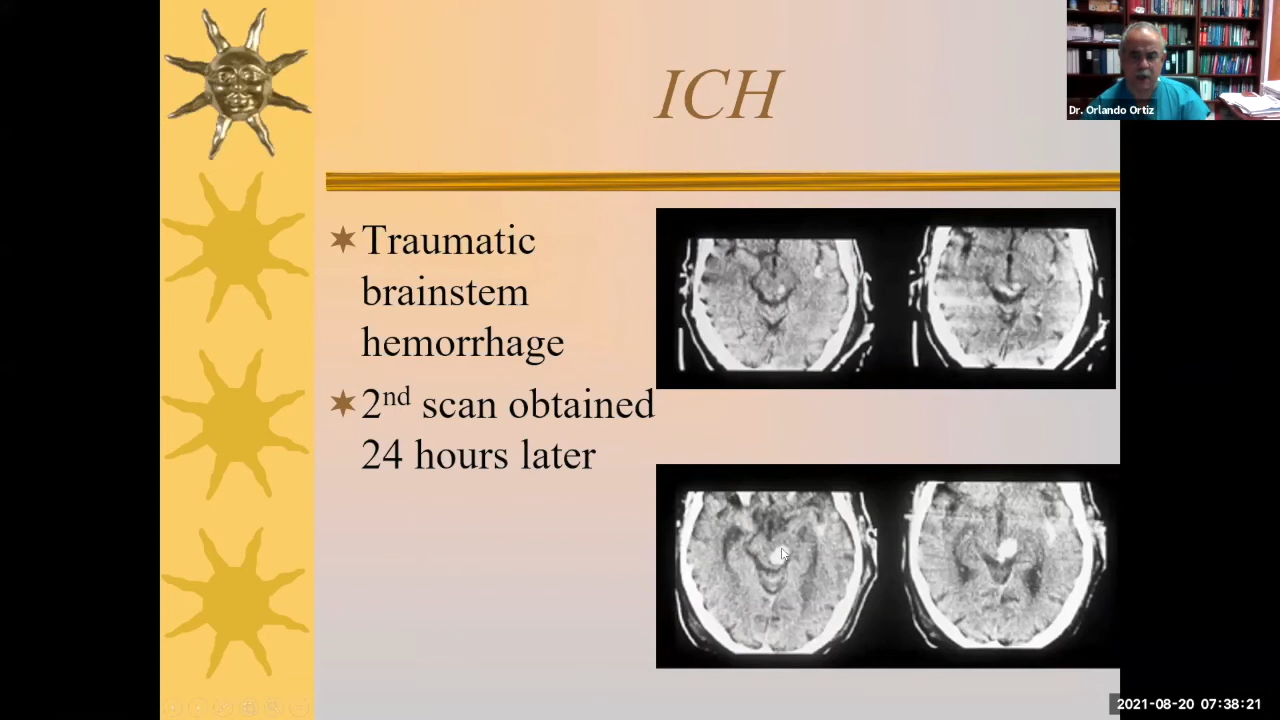 ICH
Dr. Orlando Ortiz
Traumatic
brainstem
hemorrhage
2nd scan obtained
24 hours later
2021-08-20 07:38:21